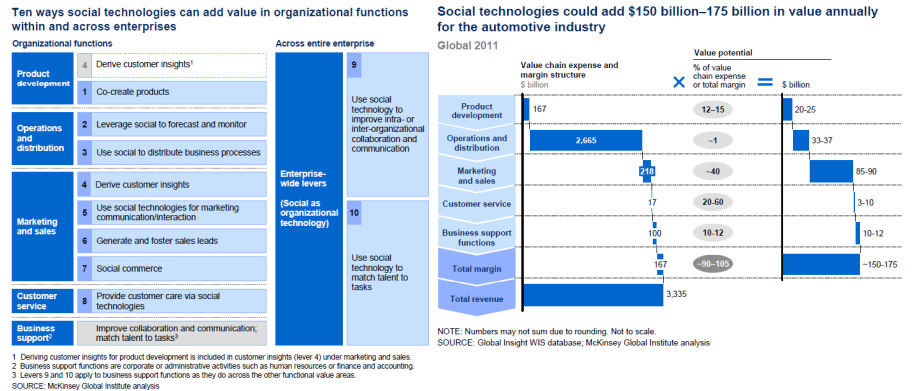 Ten ways social technologies can add value in organizational functions
within and across enterprises
Organizational functions
Across entire enterprise
Product
development
4 Derive customer insights¹
1 Co-create products
Operations
and
distribution
2 Leverage social to forecast and monitor
3 Use social to distribute business processes
Marketing
and sales
4 Derive customer insights
5 Use social technologies for marketing
communication/interaction
6 Generate and foster sales leads
7 Social commerce
Customer
service
8 Provide customer care via social
technologies
Business
support²
Improve collaboration and communication;
match talent to tasks³
Enterprise-
wide levers
(Social as
organizational
technology)
9
Use social
technology to
improve intra- or
inter-organizational
collaboration and
communication
10
Use social
technology to
match talent to
tasks
1 Deriving customer insights for product development is included in customer insights (lever 4) under marketing and sales.
2 Business support functions are corporate or administrative activities such as human resources or finance and accounting.
3 Levers 9 and 10 apply to business support functions as they do across the other functional value areas.
SOURCE: McKinsey Global Institute analysis
Social technologies could add $150 billion–175 billion in value annually
for the automotive industry
Global 2011
Value chain expense and
margin structure
$ billion
×
Value potential
% of value
chain expense
or total margin
=
$ billion
Product
development
167
12–15
20-25
Operations and
distribution
2,665
~1
33-37
Marketing
and sales
218
~40
85-90
Customer service
17
20-60
3-10
Business support
functions
100
10-12
10-12
Total margin
167
~90–105
~150-175
Total revenue
3,335
NOTE: Numbers may not sum due to rounding. Not to scale.
SOURCE: Global Insight WIS database; McKinsey Global Institute analysis